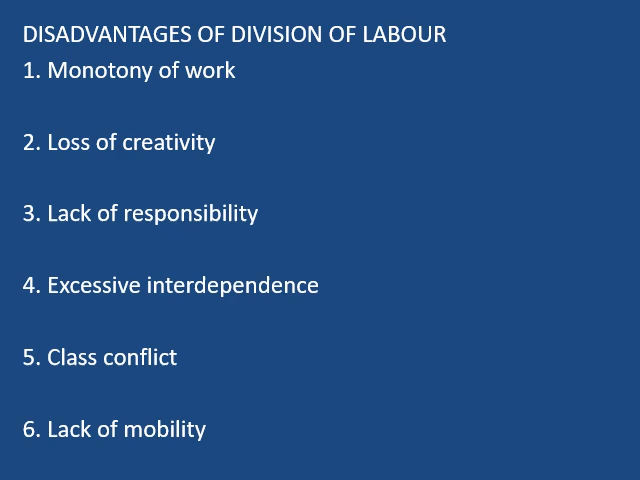 DISADVANTAGES OF DIVISION OF LABOUR
1. Monotony of work
2. Loss of creativity
3. Lack of responsibility
4. Excessive interdependence
5. Class conflict
6. Lack of mobility